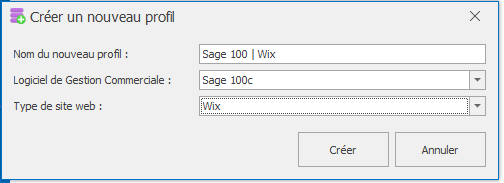 Créer un nouveau profil
Nom du nouveau profil : Sage 100 | Wix
Logiciel de Gestion Commerciale : Sage 100c
Type de site web : Wix
Créer Annuler